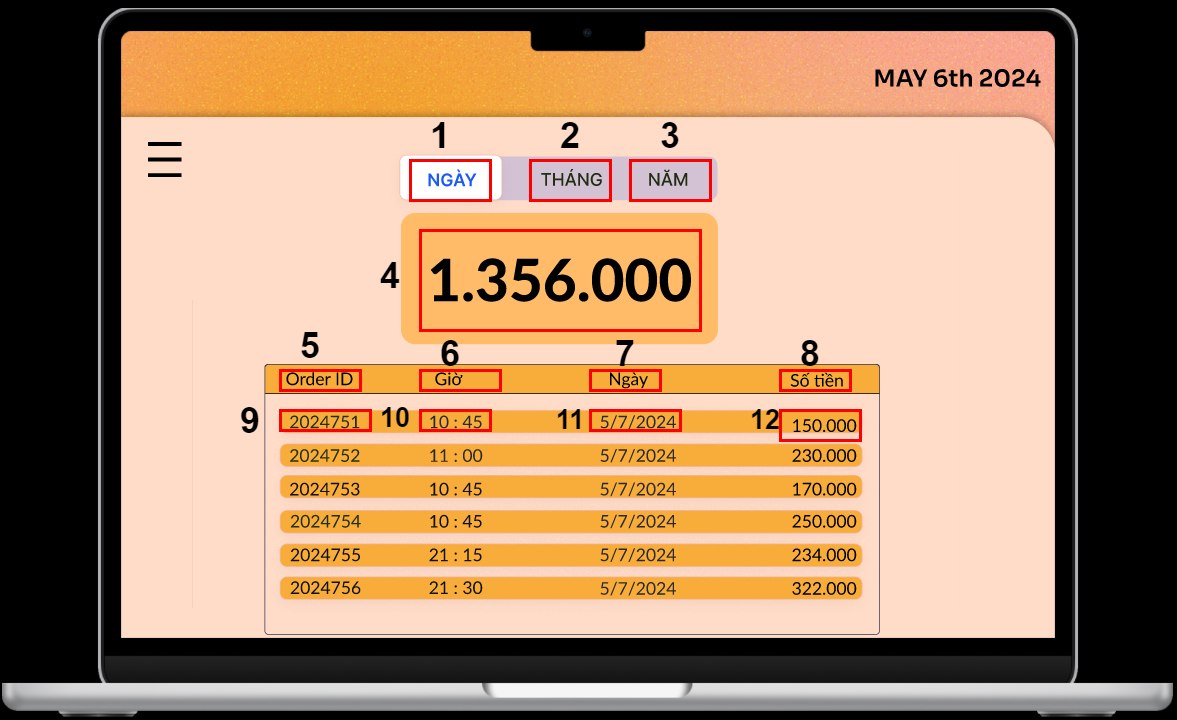 MAY 6th 2024
1 2 3
NGÀY THÁNG NĂM
4 1.356.000
5 6 7 8
Order ID Giờ Ngày Số tiền
9 2024751 10 10 : 45 11 5/7/2024 12 150.000
2024752 11 : 00 5/7/2024 230.000
2024753 10 : 45 5/7/2024 170.000
2024754 10 : 45 5/7/2024 250.000
2024755 21 : 15 5/7/2024 234.000
2024756 21 : 30 5/7/2024 322.000